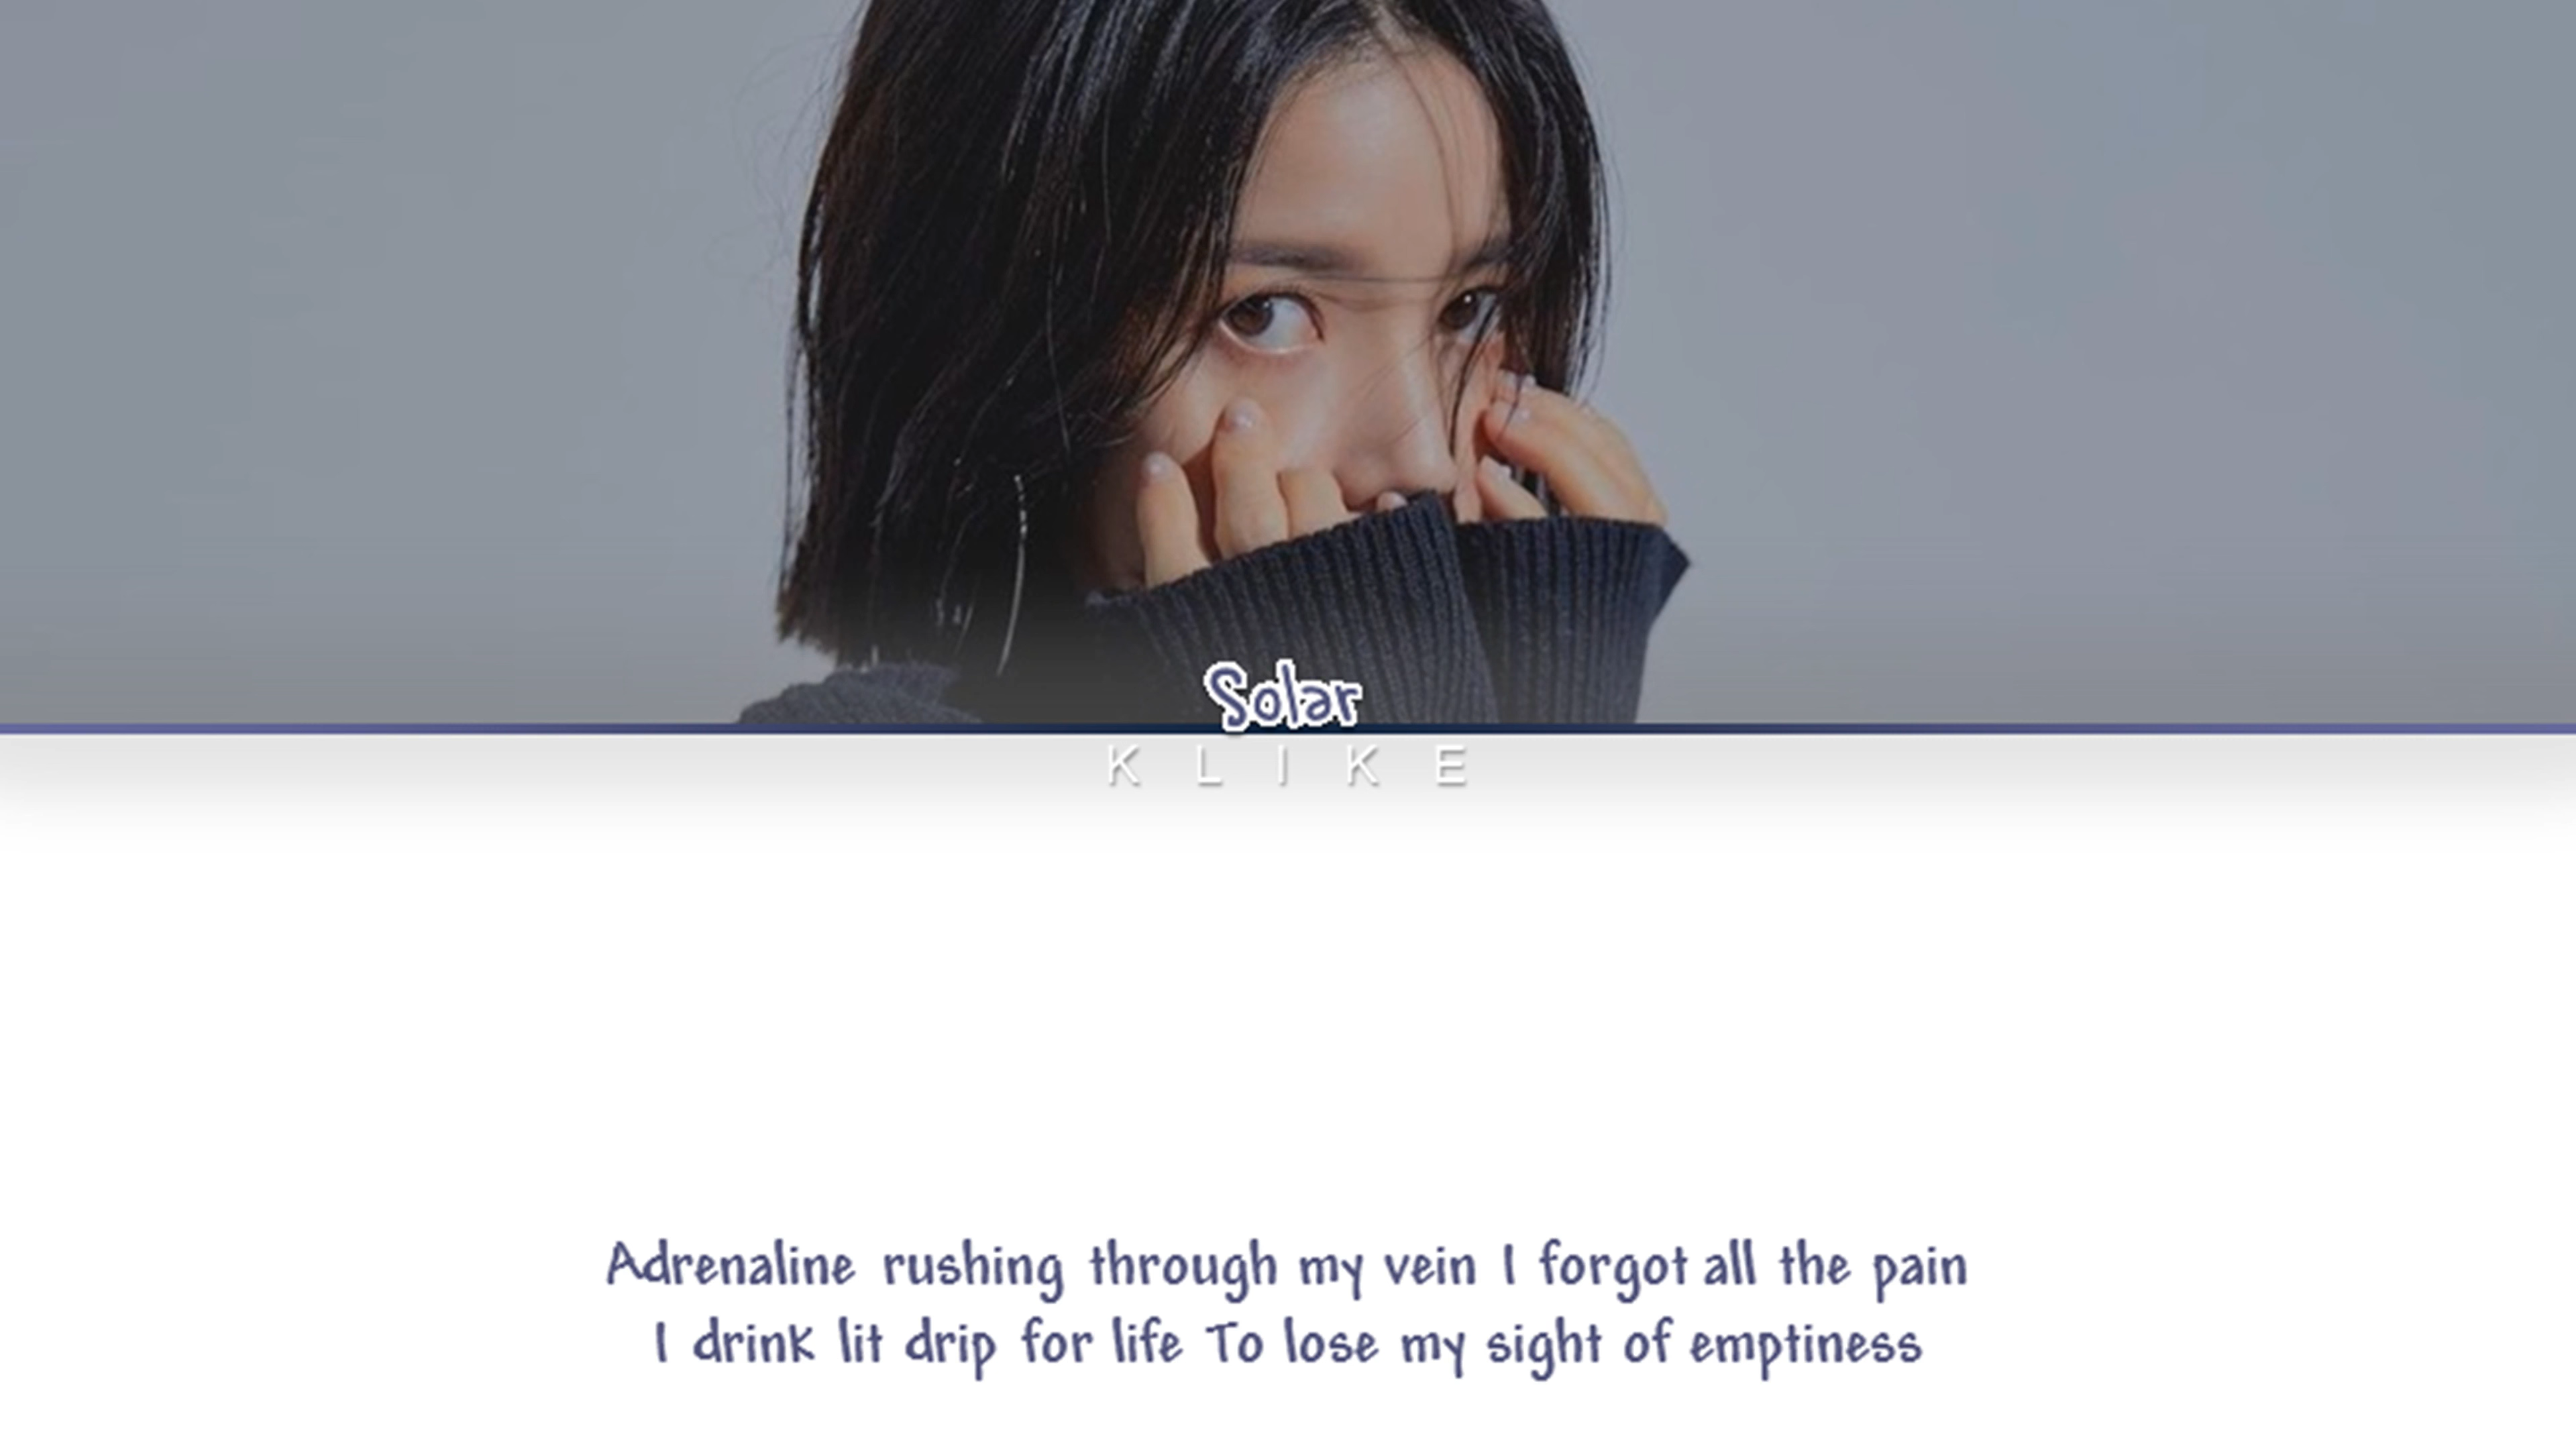 Solar
KLIKE
Adrenaline rushing through my vein I forgot all the pain
I drink lit drip for life To lose my sight of emptiness